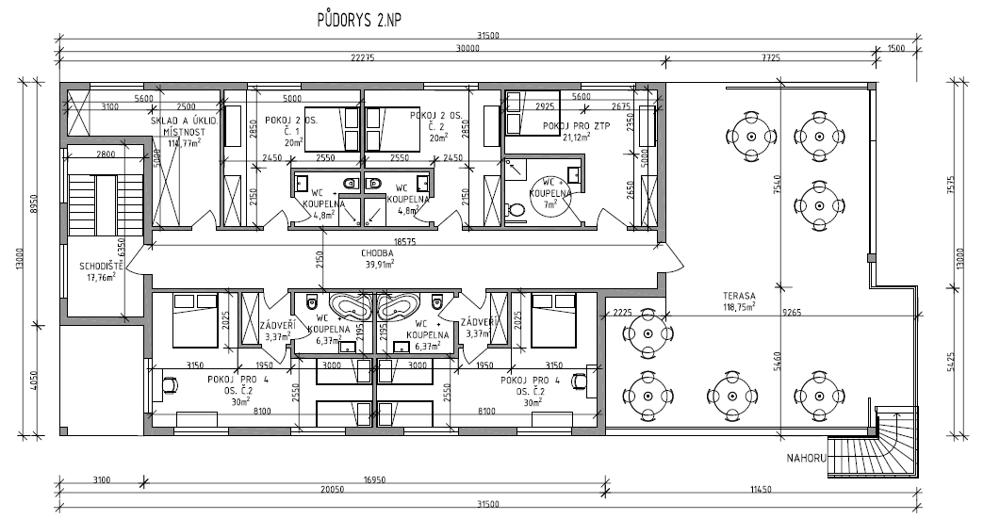 PŮDORYS 2.NP
31500
30000
1500
22275
7725
5600
3100
2500
5000
5600
2925
2675
SKLAD A ÚKLID.
MÍSTNOST
114,77m²
5000
2850
POKOJ 2 OS.
Č. 1
20m²
2450
2550
2150
POKOJ 2 OS.
Č. 2
20m²
2850
2550
2450
2150
POKOJ PRO ZTP
21,12m²
2350
5000
2650
2800
WC +
KOUPELNA
4,8m²
WC +
KOUPELNA
4,8m²
WC +
KOUPELNA
7m²
8950
13000
4050
6350
SCHODIŠTĚ
17,76m²
18575
CHODBA
39,91m²
2150
7540
7575
13000
5425
TERASA
118,75m²
2225
9265
5460
2025
ZÁDVEŘÍ
3,37m²
WC +
KOUPELNA
6,37m²
2195
2195
WC +
KOUPELNA
6,37m²
ZÁDVEŘÍ
3,37m²
2025
3150
1950
3000
3000
1950
3150
POKOJ PRO 4
OS. Č.2
30m²
2550
8100
2550
POKOJ PRO 4
OS. Č.2
30m²
8100
NAHORU
3100
16950
20050
11450
31500